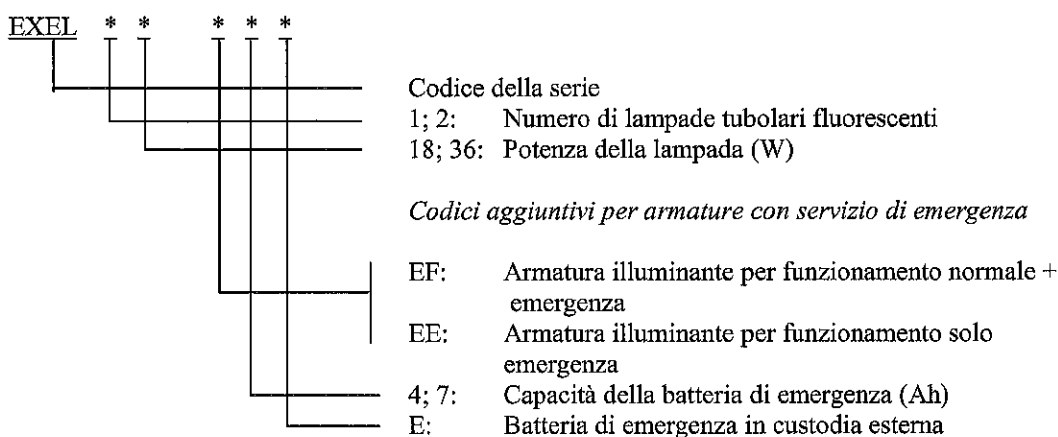 EXEL * * * * *
Codice della serie
1; 2: Numero di lampade tubolari fluorescenti
18; 36: Potenza della lampada (W)
Codici aggiuntivi per armature con servizio di emergenza
EF: Armatura illuminante per funzionamento normale +
emergenza
EE: Armatura illuminante per funzionamento solo
emergenza
4; 7: Capacità della batteria di emergenza (Ah)
E: Batteria di emergenza in custodia esterna